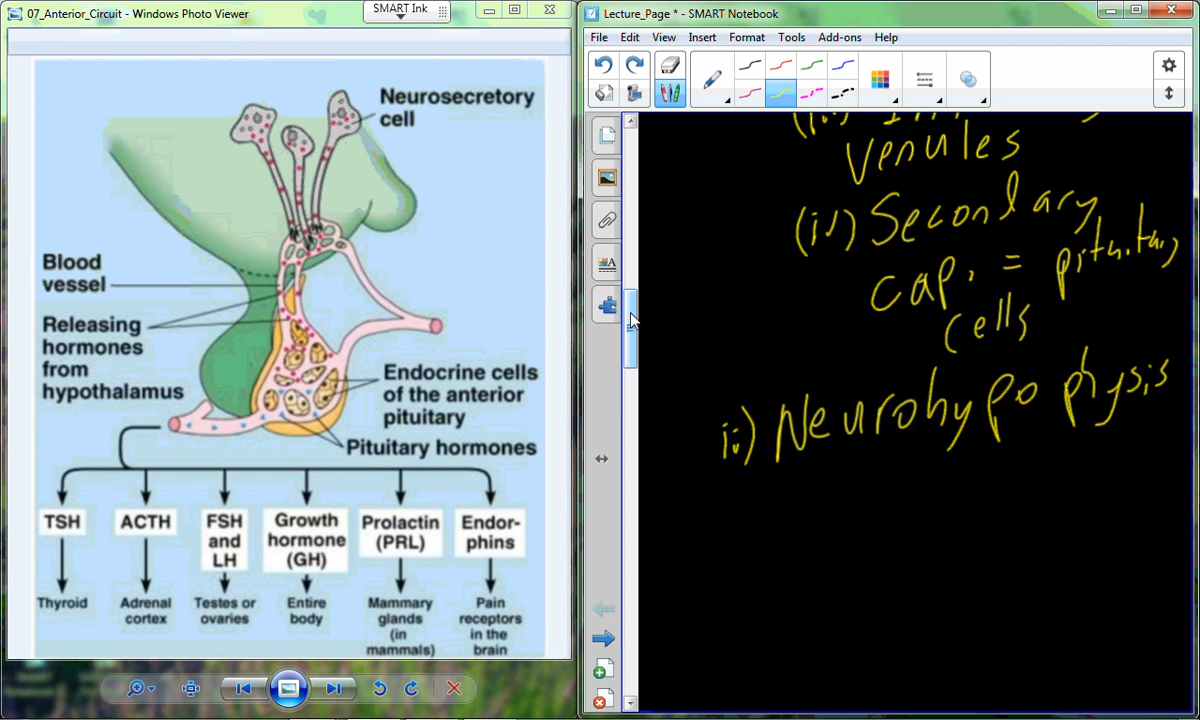 07_Anterior_Circuit - Windows Photo Viewer
SMART Ink
Neurosecretory
cell
Blood
vessel
Releasing
hormones
from
hypothalamus
Endocrine cells
of the anterior
pituitary
Pituitary hormones
TSH
ACTH
FSH
and
LH
Growth
hormone
(GH)
Prolactin
(PRL)
Endor-
phins
Thyroid
Adrenal
cortex
Testes or
ovaries
Entire
body
Mammary
glands
(in
mammals)
Pain
receptors
in the
brain
Lecture_Page * - SMART Notebook
File Edit View Insert Format Tools Add-ons Help
Venules
(iv) Secondary
cap. = pituitary
cells
ii) Neurohypophysis